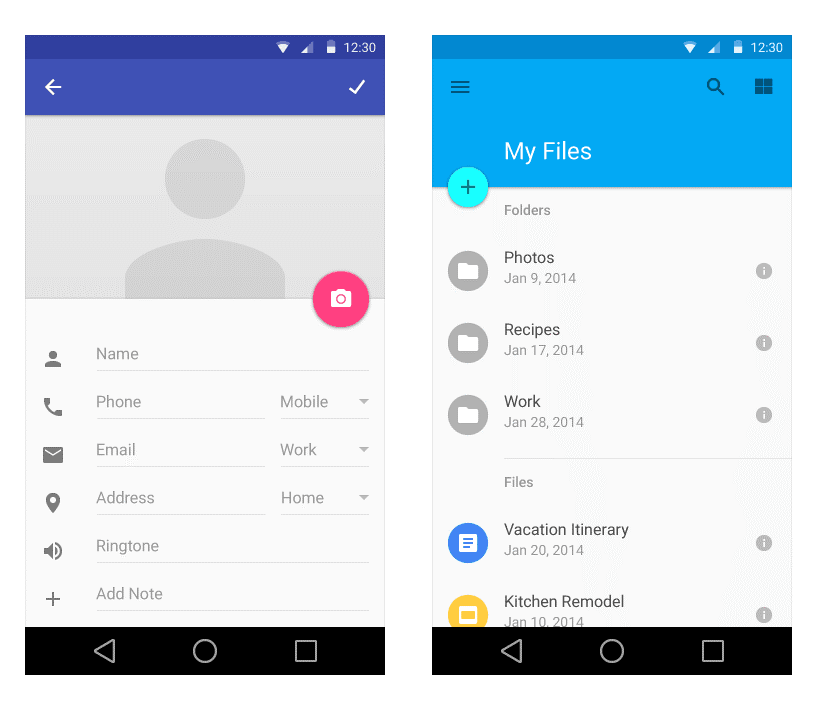 12:30
Name
Phone Mobile
Email Work
Address Home
Ringtone
Add Note
12:30
My Files
Folders
Photos
Jan 9, 2014
Recipes
Jan 17, 2014
Work
Jan 28, 2014
Files
Vacation Itinerary
Jan 20, 2014
Kitchen Remodel
Jan 10, 2014